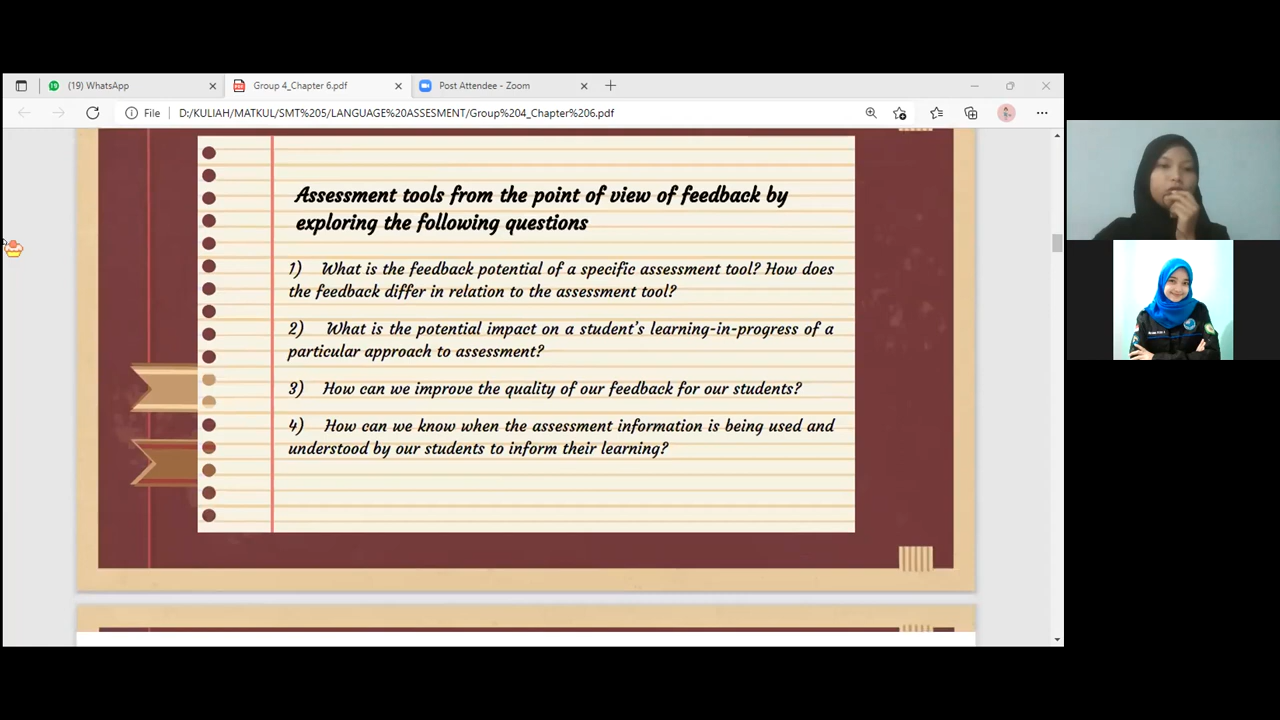 (19) WhatsApp
Group 4_Chapter 6.pdf
Post Attendee - Zoom
File
D:/KULIAH/MATKUL/SMT%205/LANGUAGE%20ASSESMENT/Group%204_Chapter%206.pdf
Assessment tools from the point of view of feedback by
exploring the following questions
1) What is the feedback potential of a specific assessment tool? How does
the feedback differ in relation to the assessment tool?
2) What is the potential impact on a student's learning-in-progress of a
particular approach to assessment?
3) How can we improve the quality of our feedback for our students?
4) How can we know when the assessment information is being used and
understood by our students to inform their learning?